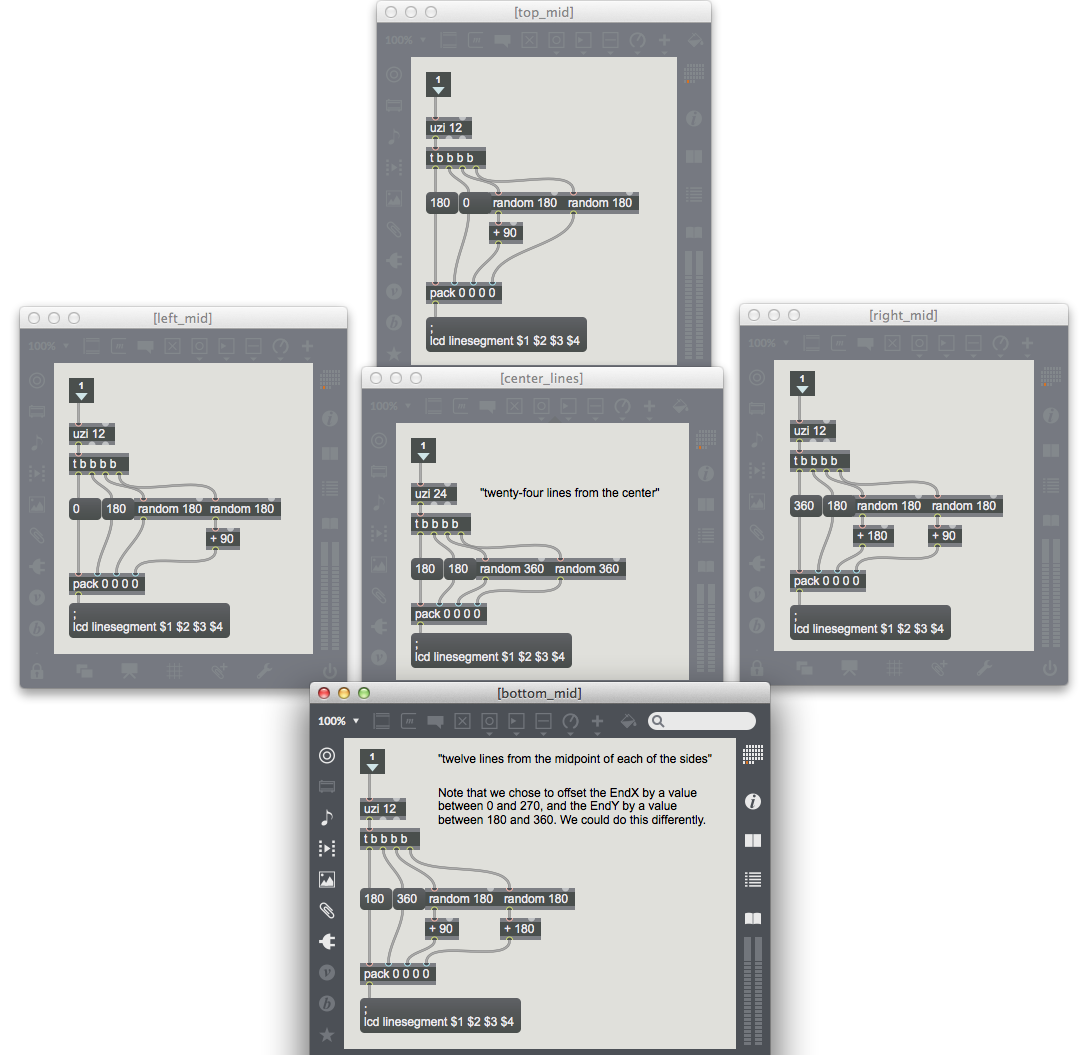 [top_mid]
100%
1
uzi 12
t b b b b
180 0 random 180 random 180
+ 90
pack 0 0 0 0
;
lcd linesegment $1 $2 $3 $4
[left_mid]
100%
1
uzi 12
t b b b b
0 180 random 180 random 180
+ 90
pack 0 0 0 0
;
lcd linesegment $1 $2 $3 $4
[center_lines]
100%
1
uzi 24
"twenty-four lines from the center"
t b b b b
180 180 random 360 random 360
pack 0 0 0 0
;
lcd linesegment $1 $2 $3 $4
[right_mid]
100%
1
uzi 12
t b b b b
360 180 random 180 random 180
+ 180 + 90
pack 0 0 0 0
;
lcd linesegment $1 $2 $3 $4
[bottom_mid]
100%
1
"twelve lines from the midpoint of each of the sides"
Note that we chose to offset the EndX by a value
between 0 and 270, and the EndY by a value
between 180 and 360. We could do this differently.
uzi 12
t b b b b
180 360 random 180 random 180
+ 90 + 180
pack 0 0 0 0
;
lcd linesegment $1 $2 $3 $4